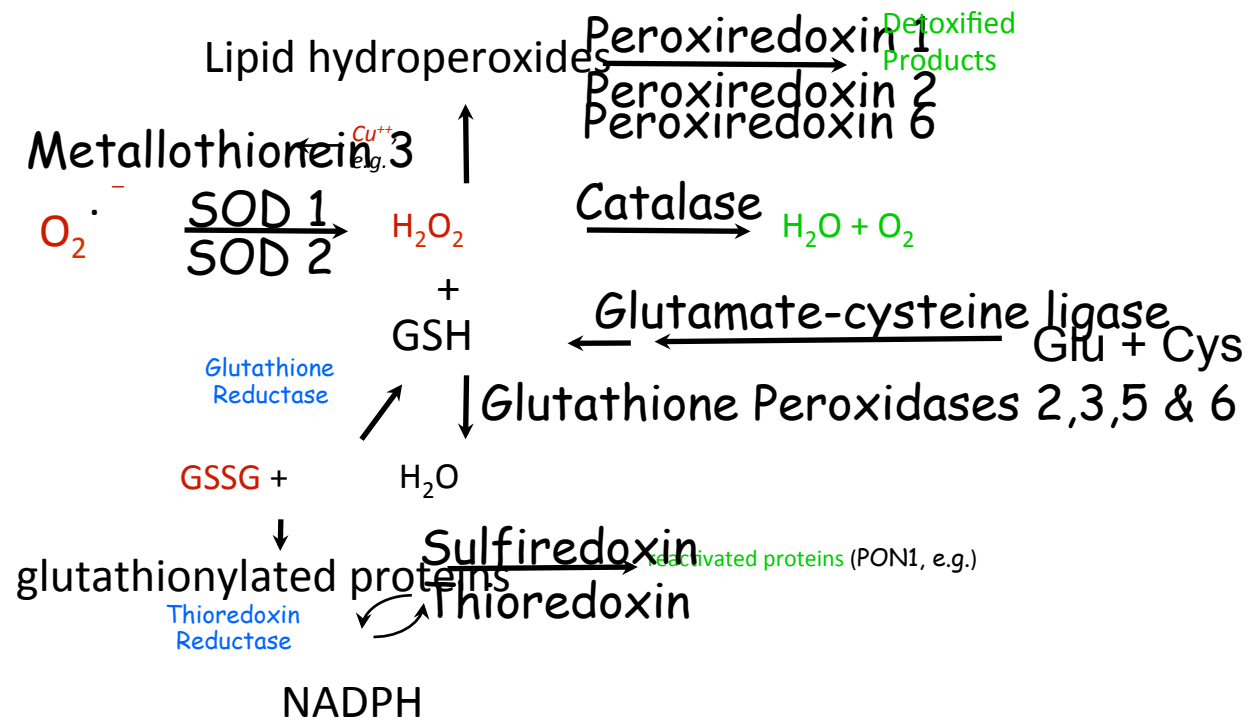 Lipid hydroperoxides
Peroxiredoxin 1
Peroxiredoxin 2
Peroxiredoxin 6
Detoxified
Products
Metallothionein 3
Cu⁺⁺,
e.g.
O₂·⁻
SOD 1
SOD 2
H₂O₂
Catalase
H₂O + O₂
+
GSH
Glutamate-cysteine ligase
Glu + Cys
Glutathione
Reductase
Glutathione Peroxidases 2,3,5 & 6
GSSG +
H₂O
glutathionylated proteins
Sulfiredoxin
Thioredoxin
reactivated proteins (PON1, e.g.)
Thioredoxin
Reductase
NADPH